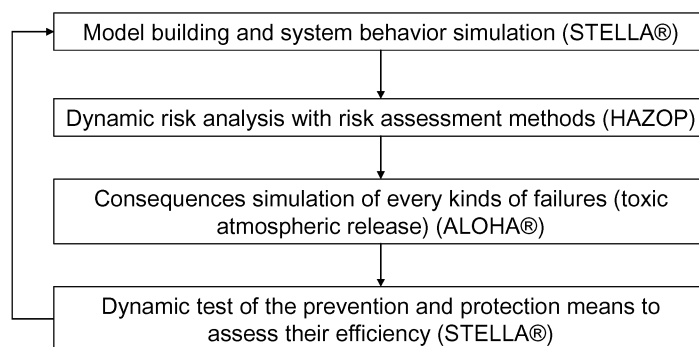 Model building and system behavior simulation (STELLA®)
Dynamic risk analysis with risk assessment methods (HAZOP)
Consequences simulation of every kinds of failures (toxic
atmospheric release) (ALOHA®)
Dynamic test of the prevention and protection means to
assess their efficiency (STELLA®)